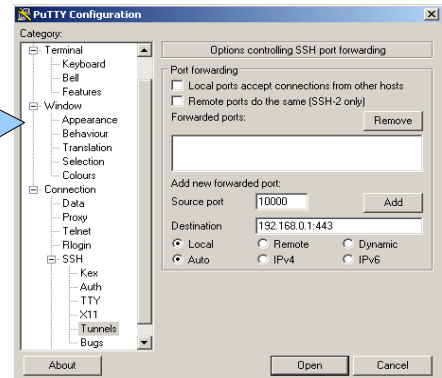 PuTTY Configuration
Category:
Terminal
Keyboard
Bell
Features
Window
Appearance
Behaviour
Translation
Selection
Colours
Connection
Data
Proxy
Telnet
Rlogin
SSH
Kex
Auth
TTY
X11
Tunnels
Bugs
Options controlling SSH port forwarding
Port forwarding
Local ports accept connections from other hosts
Remote ports do the same (SSH-2 only)
Forwarded ports:
Remove
Add new forwarded port:
Source port 10000 Add
Destination 192.168.0.1:443
Local Remote Dynamic
Auto IPv4 IPv6
About Open Cancel